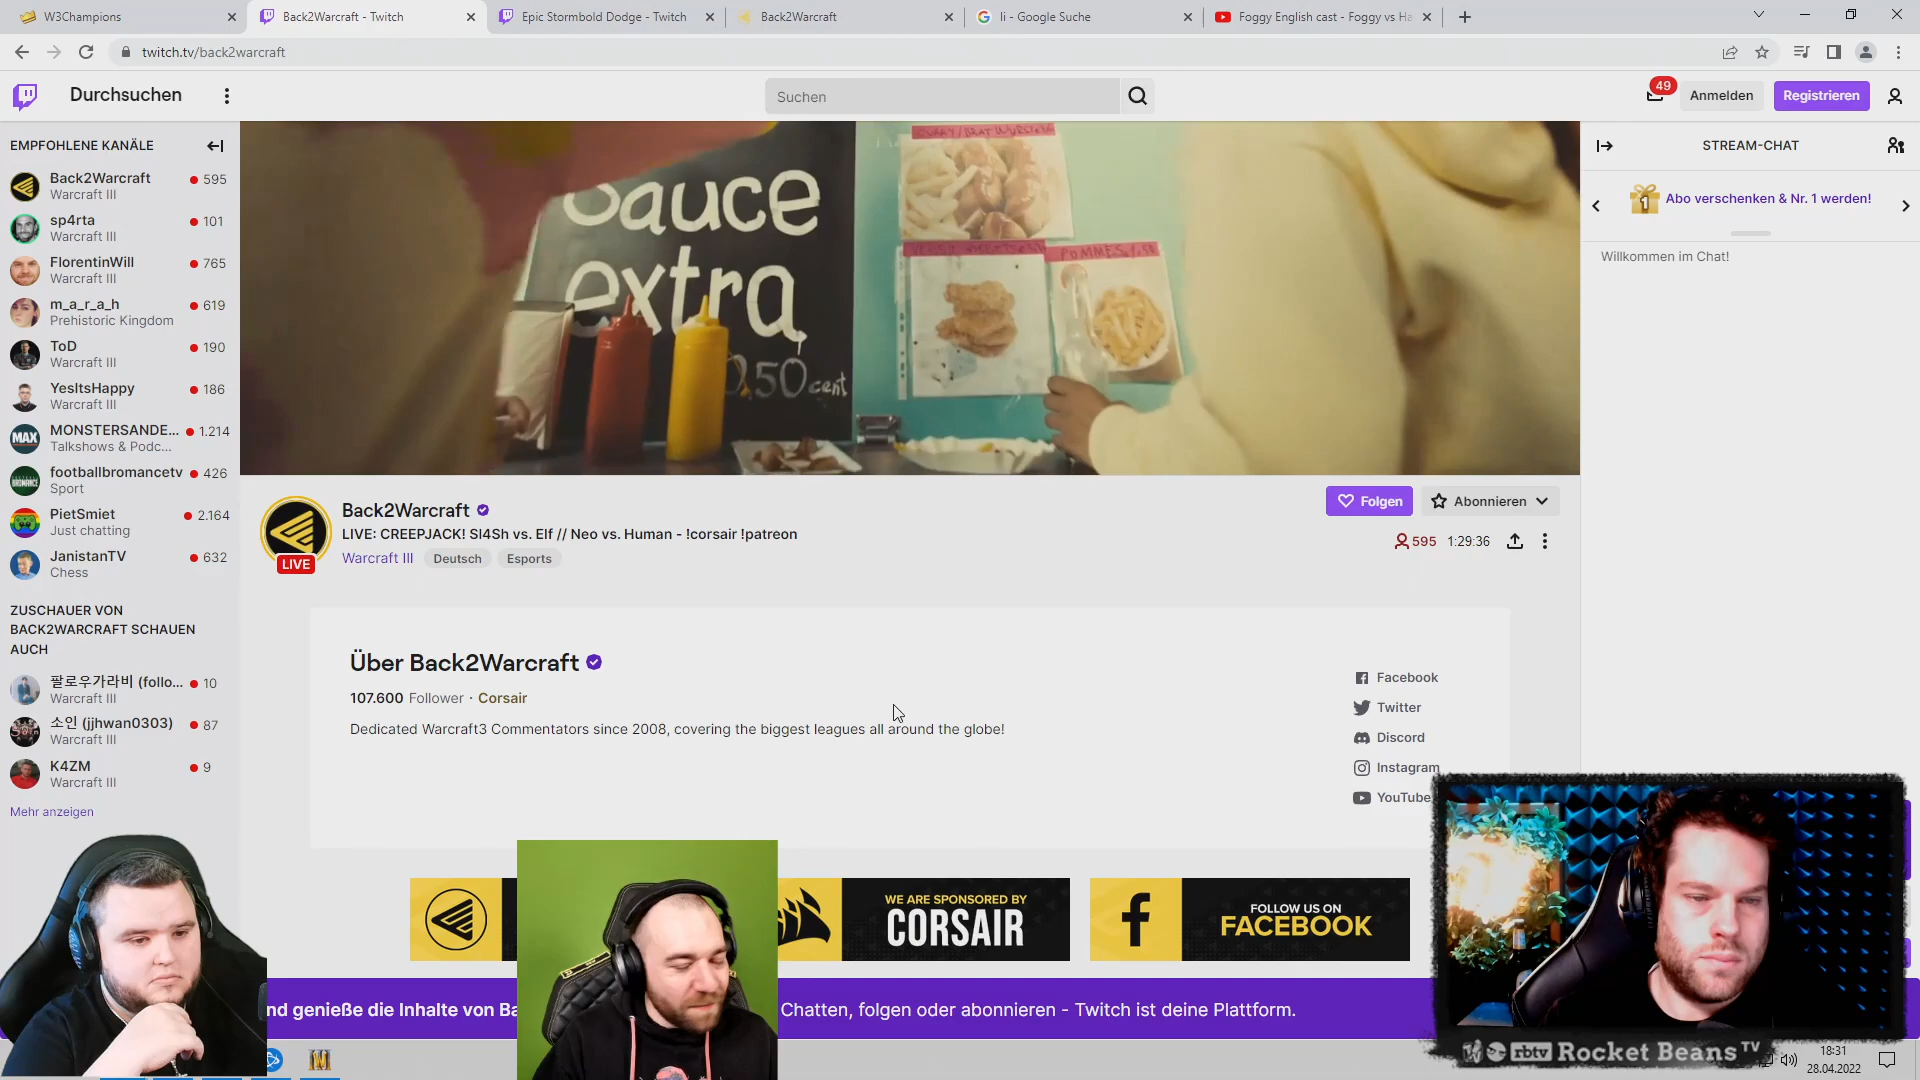 W3Champions
Back2Warcraft - Twitch
Epic Stormbold Dodge - Twitch
Back2Warcraft
li - Google Suche
Foggy English cast - Foggy vs Ha
twitch.tv/back2warcraft
Durchsuchen
Suchen
49
Anmelden
Registrieren
EMPFOHLENE KANÄLE
Back2Warcraft
595
Warcraft III
sp4rta
101
Warcraft III
FlorentinWill
765
Warcraft III
m_a_r_a_h
619
Prehistoric Kingdom
ToD
190
Warcraft III
YesItsHappy
186
Warcraft III
MAX
MONSTERSANDE...
1.214
Talkshows & Podc...
footballbromancetv
426
Sport
PietSmiet
2.164
Just chatting
JanistanTV
632
Chess
ZUSCHAUER VON
BACK2WARCRAFT SCHAUEN
AUCH
팔로우가라비 (follo...
10
Warcraft III
소인 (jjhwan0303)
87
Warcraft III
K4ZM
9
Warcraft III
Mehr anzeigen
Sauce
extra
0,50 cent
POMMES 1,50
Back2Warcraft
LIVE: CREEPJACK! Sl4Sh vs. Elf // Neo vs. Human - !corsair !patreon
LIVE
Warcraft III
Deutsch
Esports
Folgen
Abonnieren
595
1:29:36
Über Back2Warcraft
107.600 Follower · Corsair
Dedicated Warcraft3 Commentators since 2008, covering the biggest leagues all around the globe!
Facebook
Twitter
Discord
Instagram
YouTube
WE ARE SPONSORED BY
CORSAIR
FOLLOW US ON
FACEBOOK
STREAM-CHAT
1
Abo verschenken & Nr. 1 werden!
Willkommen im Chat!
nd genieße die Inhalte von Ba
Chatten, folgen oder abonnieren - Twitch ist deine Plattform.
rbtv Rocket Beans TV
18:31
28.04.2022